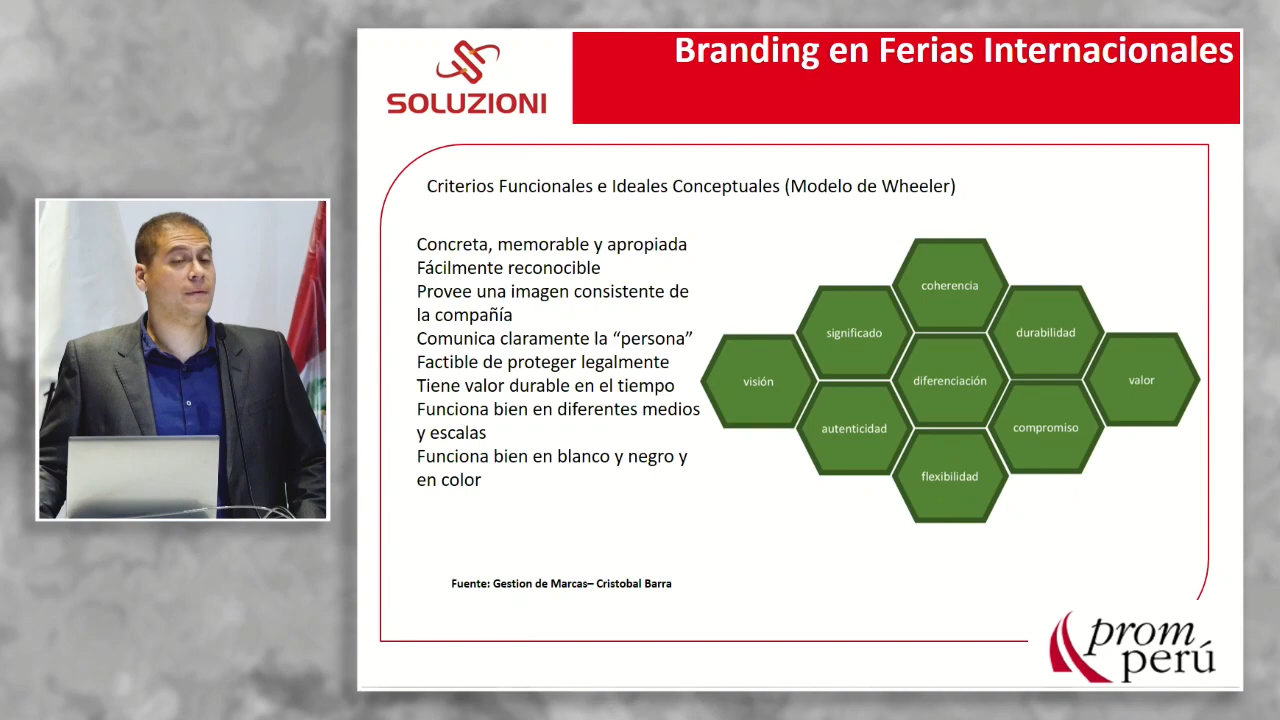 SOLUZIONI
Branding en Ferias Internacionales
Criterios Funcionales e Ideales Conceptuales (Modelo de Wheeler)
Concreta, memorable y apropiada
Fácilmente reconocible
Provee una imagen consistente de
la compañía
Comunica claramente la “persona”
Factible de proteger legalmente
Tiene valor durable en el tiempo
Funciona bien en diferentes medios
y escalas
Funciona bien en blanco y negro y
en color
coherencia
significado
durabilidad
visión
diferenciación
valor
autenticidad
compromiso
flexibilidad
Fuente: Gestion de Marcas– Cristobal Barra
prom
perú